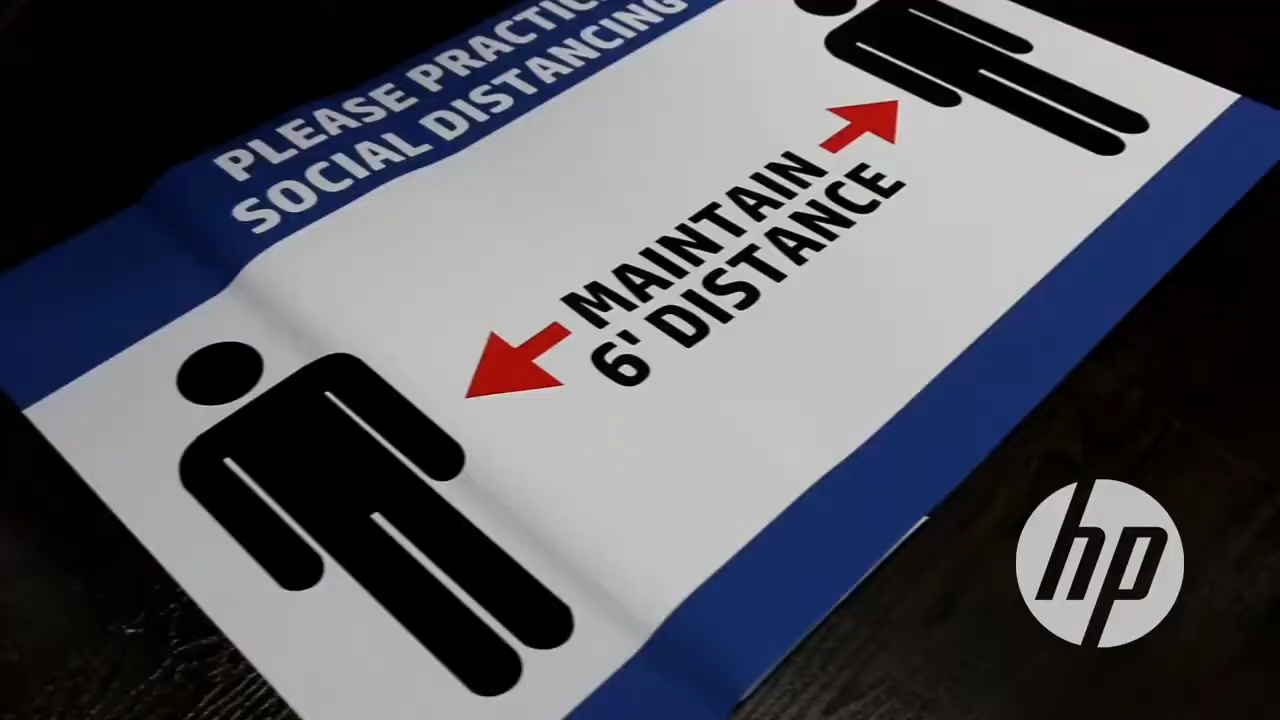 PLEASE PRACTIC
SOCIAL DISTANCING
MAINTAIN
6' DISTANCE
hp